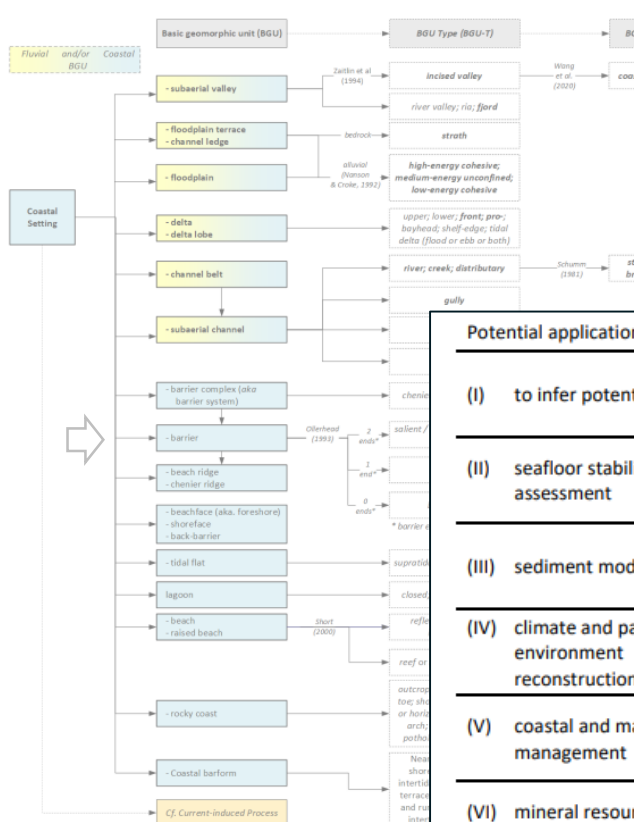 Basic geomorphic unit (BGU)
BGU Type (BGU-T)
Fluvial and/or Coastal
BGU
- subaerial valley
Zaitlin et al
(1994)
incised valley
Wang
et al.
(2020)
river valley; ria; fjord
- floodplain terrace
- channel ledge
bedrock
strath
- floodplain
alluvial
(Nanson
& Croke, 1992)
high-energy cohesive;
medium-energy unconfined;
low-energy cohesive
Coastal
Setting
- delta
- delta lobe
upper; lower; front; pro-;
bayhead; shelf-edge; tidal
delta (flood or ebb or both)
- channel belt
river; creek; distributary
Schumm
(1981)
gully
- subaerial channel
- barrier complex (aka
barrier system)
- barrier
Ollerhead
(1993)
2
ends*
salient /
1
end*
0
ends*
- beach ridge
- chenier ridge
- beachface (aka. foreshore)
- shoreface
- back-barrier
- tidal flat
lagoon
closed,
- beach
- raised beach
Short
(2000)
reef or
- rocky coast
or
arch;
- Coastal barform
terrace
Cf. Current-induced Process
Potential application
(I) to infer potent
(II) seafloor stabil
assessment
(III) sediment mod
(IV) climate and pa
environment
reconstruction
(V) coastal and ma
management
(VI) mineral resour